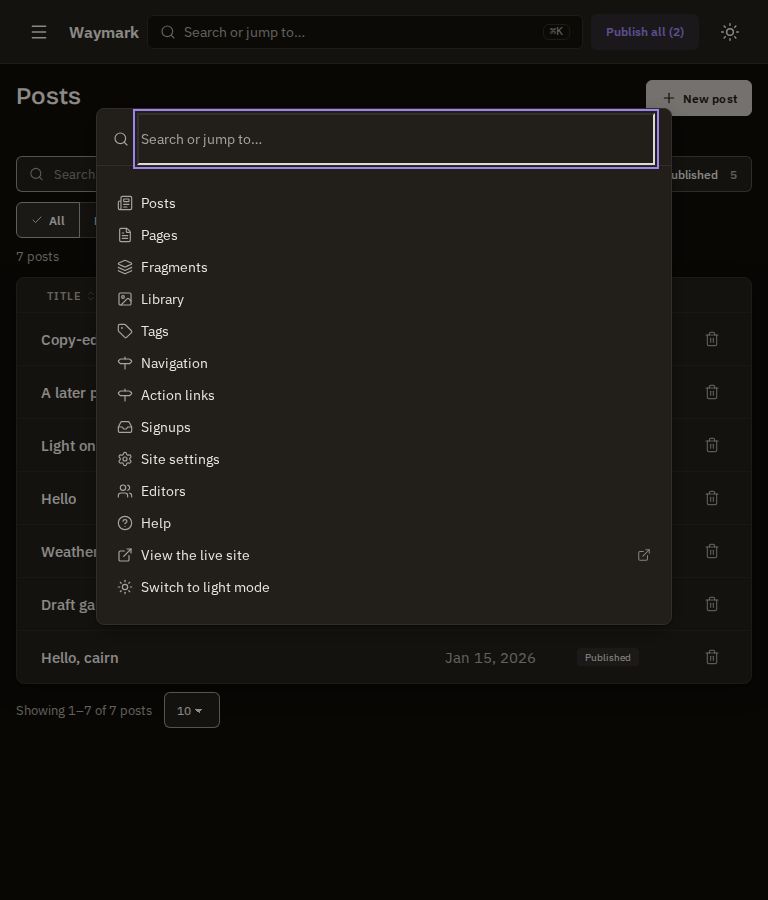 Waymark
Search or jump to...
⌘K
Publish all (2)
Posts
New post
Search or jump to...
Search
ublished 5
All
7 posts
Posts
Pages
Fragments
Library
Tags
Navigation
Action links
Signups
Site settings
Editors
Help
View the live site
Switch to light mode
TITLE
Copy-ed
A later p
Light on
Hello
Weather
Draft ga
Hello, cairn
Jan 15, 2026
Published
Showing 1–7 of 7 posts
10